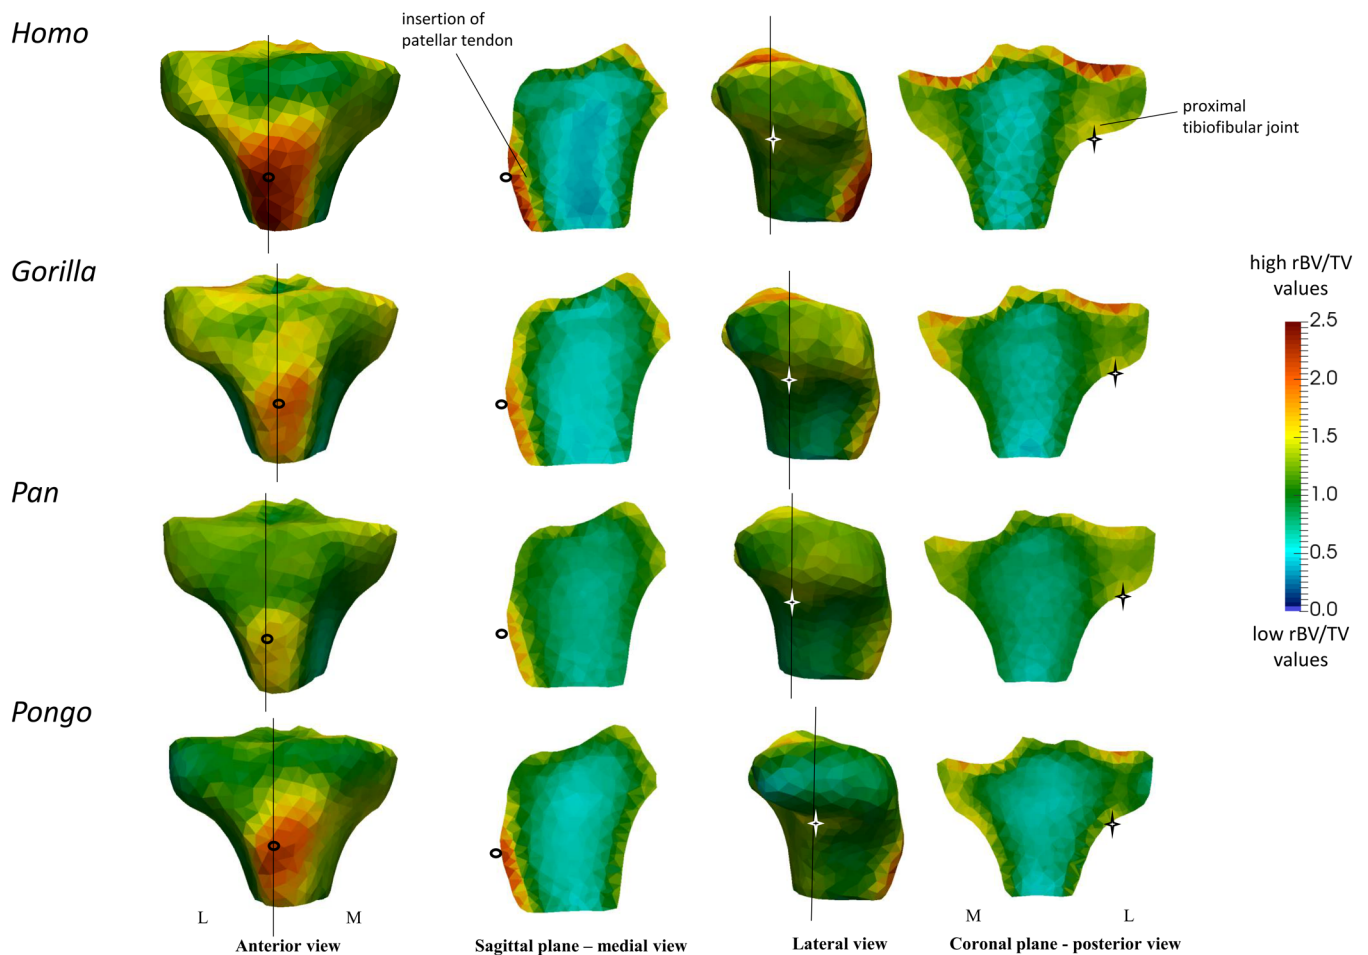 Homo
insertion of
patellar tendon
proximal
tibiofibular joint
Gorilla
high rBV/TV
values
2.5
2.0
1.5
1.0
0.5
0.0
low rBV/TV
values
Pan
Pongo
L
M
M
L
Anterior view
Sagittal plane – medial view
Lateral view
Coronal plane - posterior view